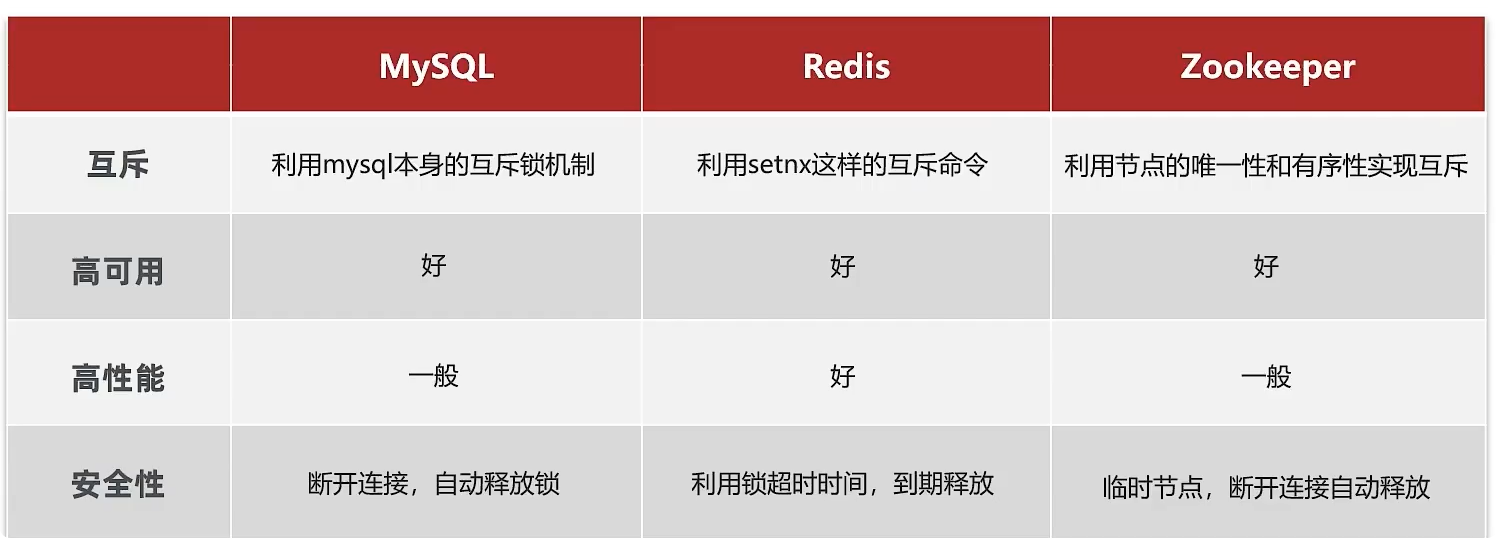 MySQL Redis Zookeeper
互斥 利用mysql本身的互斥锁机制 利用setnx这样的互斥命令 利用节点的唯一性和有序性实现互斥
高可用 好 好 好
高性能 一般 好 一般
安全性 断开连接，自动释放锁 利用锁超时时间，到期释放 临时节点，断开连接自动释放